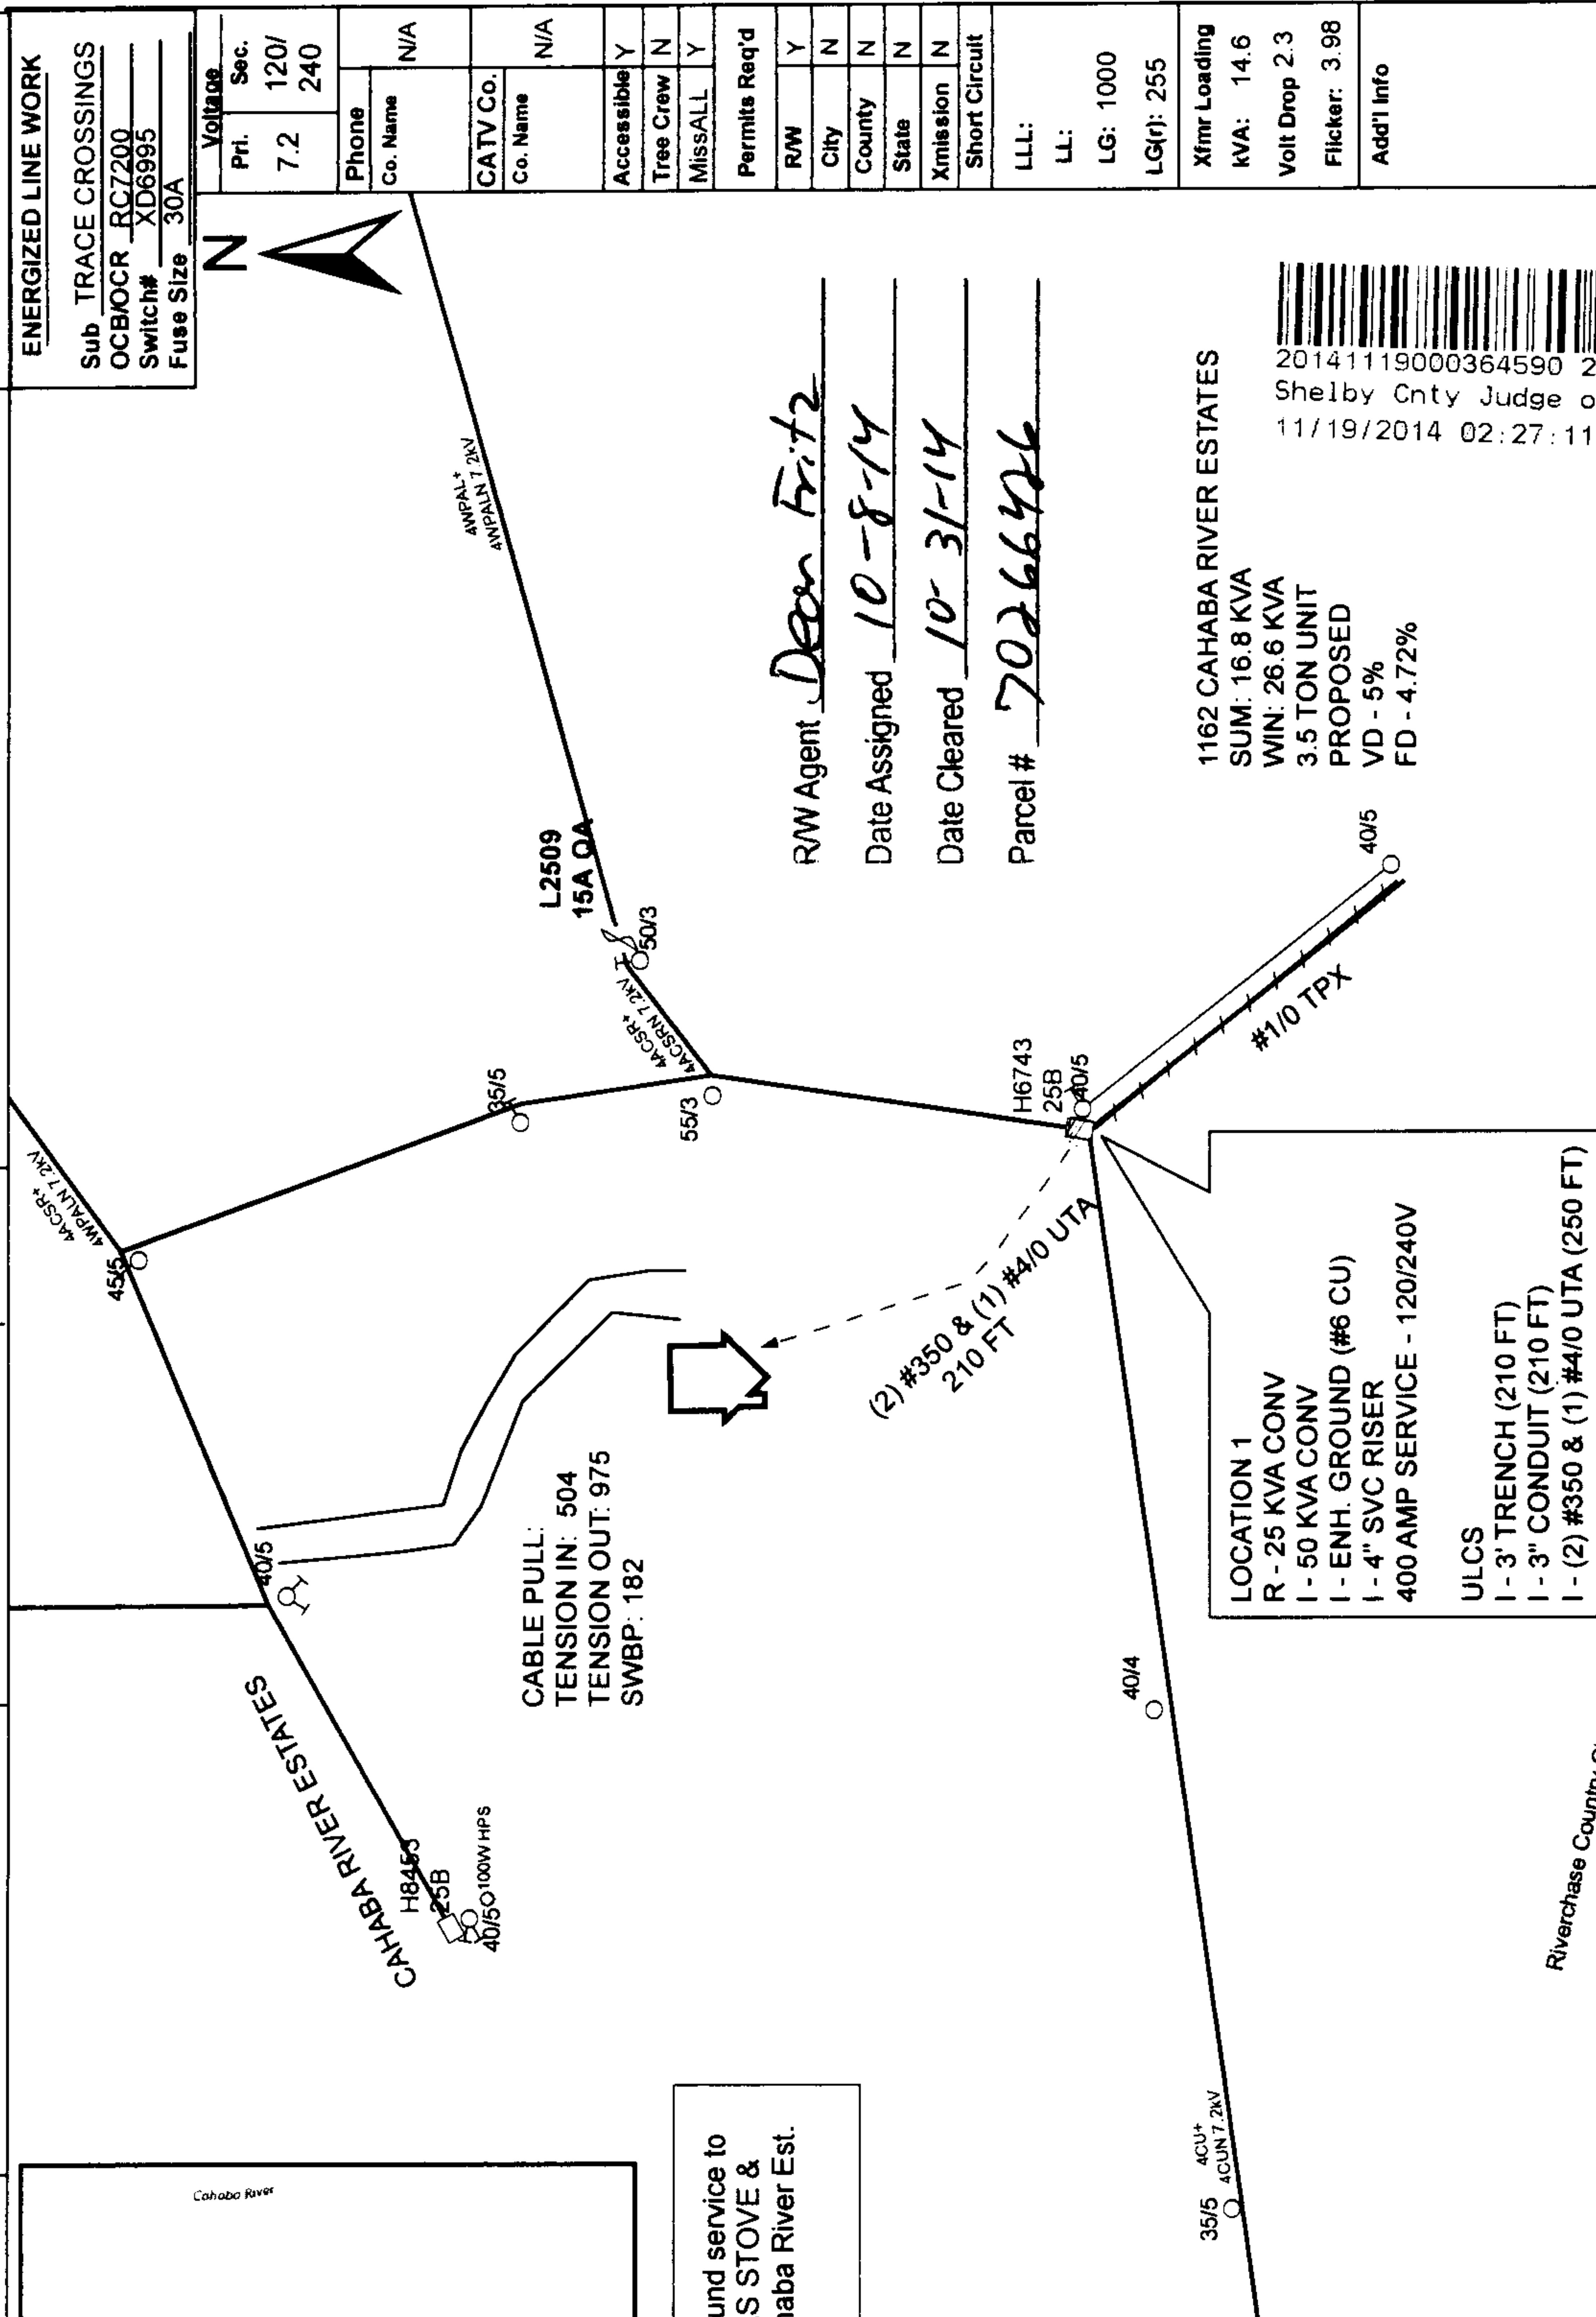 ENERGIZED LINE WORK
Sub TRACE CROSSINGS
OCB/OCR RC7200
Switch# XD6995
Fuse Size 30A
Voltage
Pri. Sec.
7.2 120/
240
Phone
Co. Name N/A
CATV Co.
Co. Name N/A
Accessible Y
Tree Crew N
MissALL Y
Permits Req'd
R/W Y
City N
County N
State N
Xmission N
Short Circuit
LLL:
LL:
LG: 1000
LG(r): 255
Xfmr Loading
kVA: 14.6
Volt Drop 2.3
Flicker: 3.98
Add'l Info
N
4WPAL+
4WPALN 7.2kV
L2509
15A QA
50/3
4ACSR+
4ACSRN 7.2kV
35/5
55/3
4ACSR+
4WPALN 7.2kV
45/5
40/5
CAHABA RIVER ESTATES
H8453
25B
40/5
100W HPS
CABLE PULL:
TENSION IN: 504
TENSION OUT: 975
SWBP: 182
R/W Agent Dean Fritz
Date Assigned 10-8-14
Date Cleared 10-31-14
Parcel # 70266426
20141119000364590 2
Shelby Cnty Judge o
11/19/2014 02:27:11
1162 CAHABA RIVER ESTATES
SUM: 16.8 KVA
WIN: 26.6 KVA
3.5 TON UNIT
PROPOSED
VD - 5%
FD - 4.72%
H6743
25B
40/5
#1/0 TPX
40/5
(2) #350 & (1) #4/0 UTA
210 FT
LOCATION 1
R - 25 KVA CONV
I - 50 KVA CONV
I - ENH. GROUND (#6 CU)
I - 4" SVC RISER
400 AMP SERVICE - 120/240V
ULCS
I - 3' TRENCH (210 FT)
I - 3" CONDUIT (210 FT)
I - (2) #350 & (1) #4/0 UTA (250 FT)
40/4
35/5
4CU+
4CUN 7.2kV
Riverchase Country
Cahaba River
und service to
S STOVE &
haba River Est.